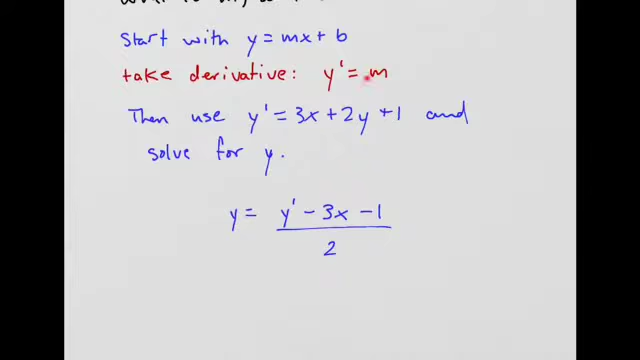 Start with y = mx + b
take derivative: y' = m
Then use y' = 3x + 2y + 1 and
solve for y.
y = y' - 3x - 1
2